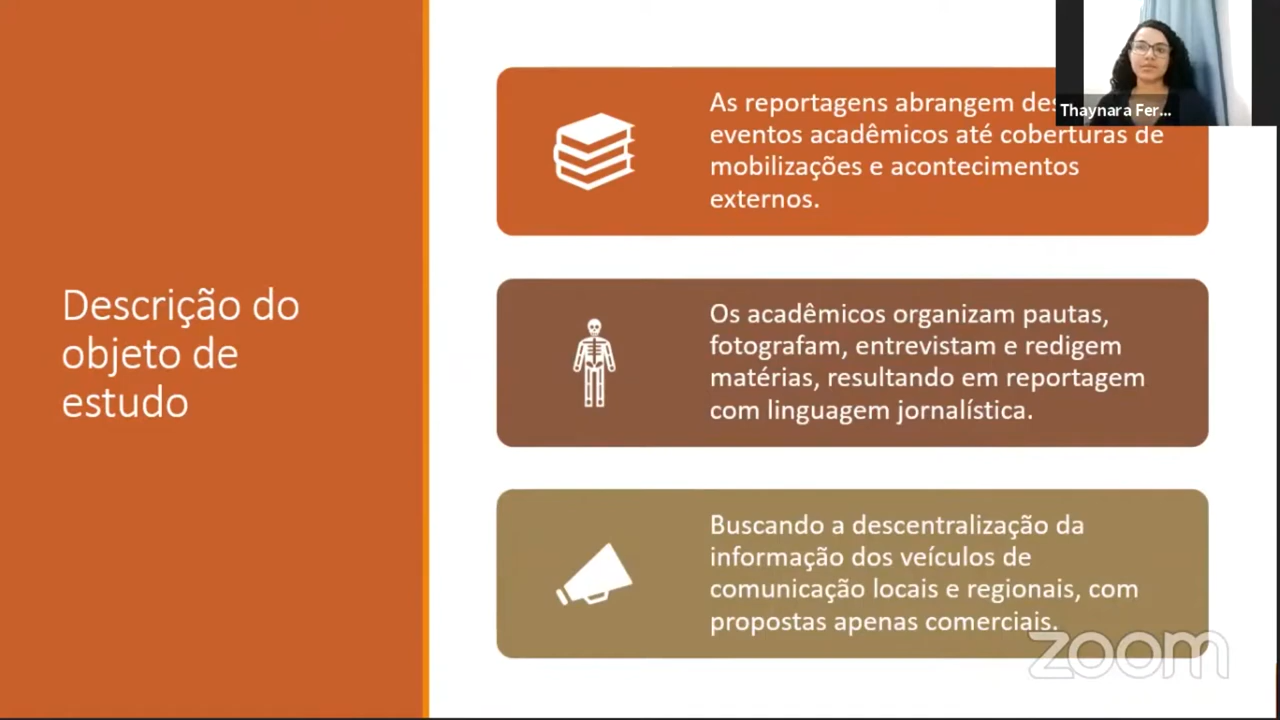 Descrição do
objeto de
estudo
As reportagens abrangem
eventos acadêmicos até coberturas de
mobilizações e acontecimentos
externos.
Os acadêmicos organizam pautas,
fotografam, entrevistam e redigem
matérias, resultando em reportagem
com linguagem jornalística.
Buscando a descentralização da
informação dos veículos de
comunicação locais e regionais, com
propostas apenas comerciais.
Thaynara Fer...
zoom